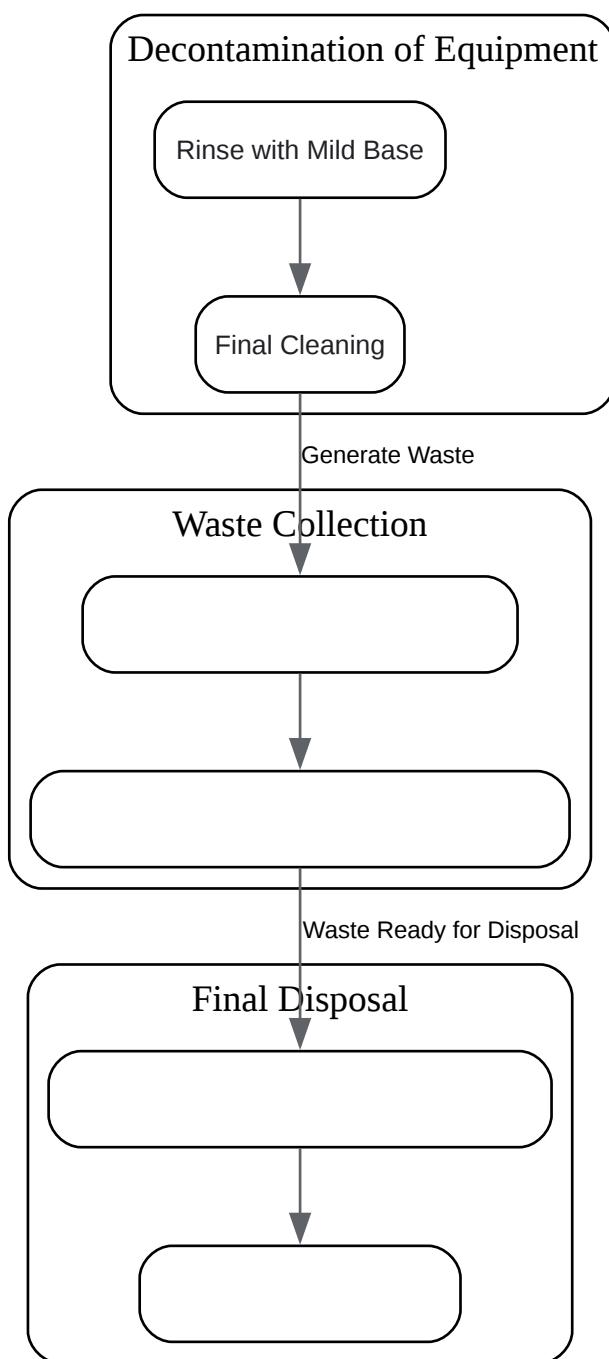 Decontamination of Equipment
Rinse with Mild Base
Final Cleaning
Generate Waste
Waste Collection
Waste Ready for Disposal
Final Disposal